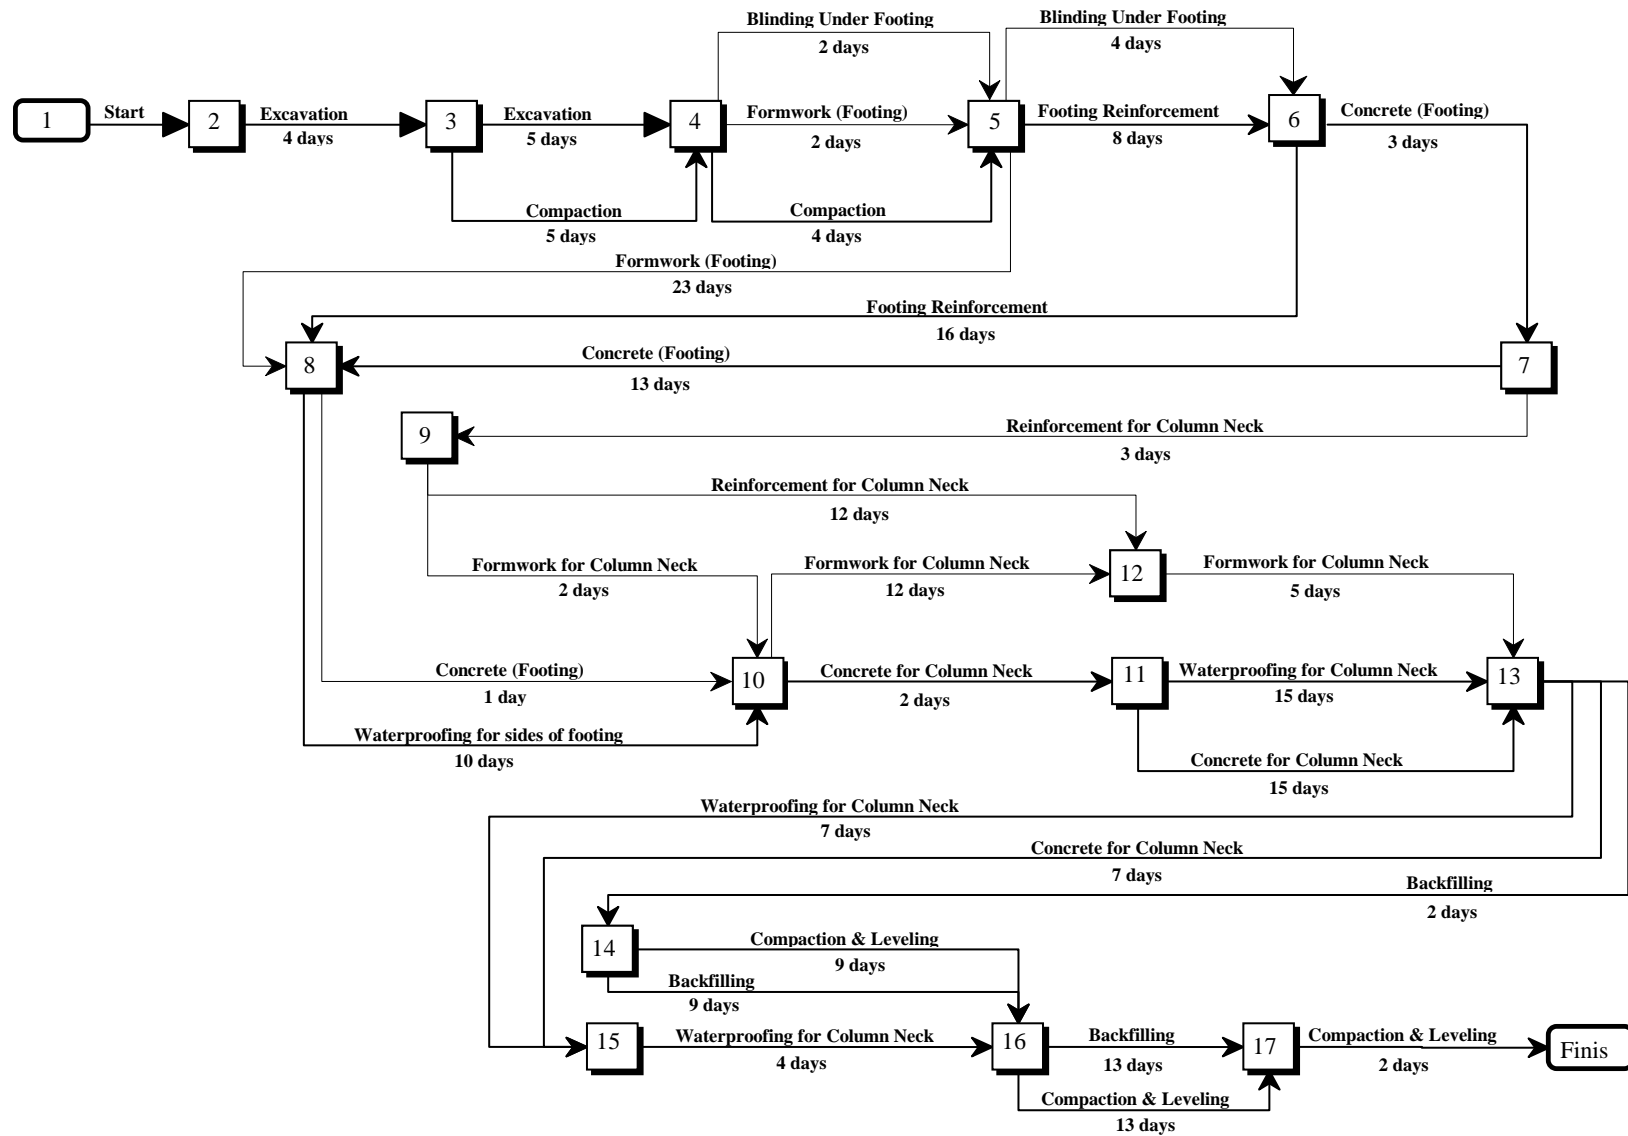 Blinding Under Footing
2 days
Blinding Under Footing
4 days
1
Start
2
Excavation
4 days
3
Excavation
5 days
4
Formwork (Footing)
2 days
5
Footing Reinforcement
8 days
6
Concrete (Footing)
3 days
Compaction
5 days
Compaction
4 days
Formwork (Footing)
23 days
Footing Reinforcement
16 days
8
Concrete (Footing)
13 days
7
9
Reinforcement for Column Neck
3 days
Reinforcement for Column Neck
12 days
Formwork for Column Neck
2 days
Formwork for Column Neck
12 days
12
Formwork for Column Neck
5 days
Concrete (Footing)
1 day
10
Concrete for Column Neck
2 days
11
Waterproofing for Column Neck
15 days
13
Waterproofing for sides of footing
10 days
Concrete for Column Neck
15 days
Waterproofing for Column Neck
7 days
Concrete for Column Neck
7 days
Backfilling
2 days
14
Compaction & Leveling
9 days
Backfilling
9 days
15
Waterproofing for Column Neck
4 days
16
Backfilling
13 days
17
Compaction & Leveling
2 days
Finis
Compaction & Leveling
13 days